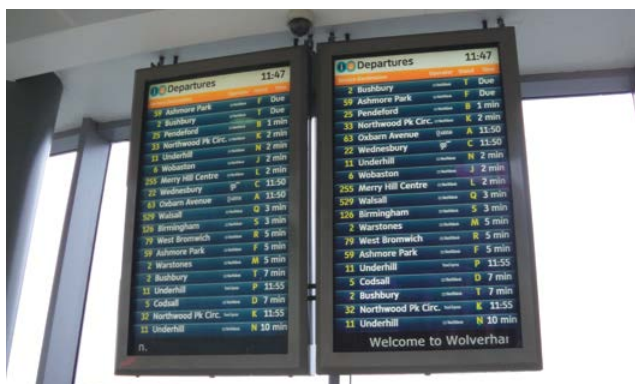 Departures 11:47
59 Ashmore Park F Due
2 Bushbury T Due
25 Pendeford B 1 min
33 Northwood Pk Circ. K 2 min
11 Underhill N 2 min
6 Wobaston J 2 min
255 Merry Hill Centre L 2 min
22 Wednesbury C 11:50
63 Oxbarn Avenue A 11:50
529 Walsall Q 3 min
126 Birmingham S 3 min
2 Warstones M 5 min
79 West Bromwich R 5 min
59 Ashmore Park F 5 min
2 Warstones M 5 min
2 Bushbury T 7 min
11 Underhill P 11:55
5 Codsall D 7 min
32 Northwood Pk Circ. K 11:55
11 Underhill N 10 min
n.
Departures 11:47
2 Bushbury Due
59 Ashmore Park F Due
25 Pendeford B 1 min
33 Northwood Pk Circ. K 2 min
63 Oxbarn Avenue A 11:50
22 Wednesbury C 11:50
11 Underhill N 2 min
6 Wobaston J 2 min
255 Merry Hill Centre L 2 min
529 Walsall Q 3 min
126 Birmingham S 3 min
2 Warstones M 5 min
79 West Bromwich R 5 min
59 Ashmore Park F 5 min
11 Underhill P 11:55
5 Codsall D 7 min
2 Bushbury T 7 min
32 Northwood Pk Circ. K 11:55
11 Underhill N 10 min
Welcome to Wolverhar